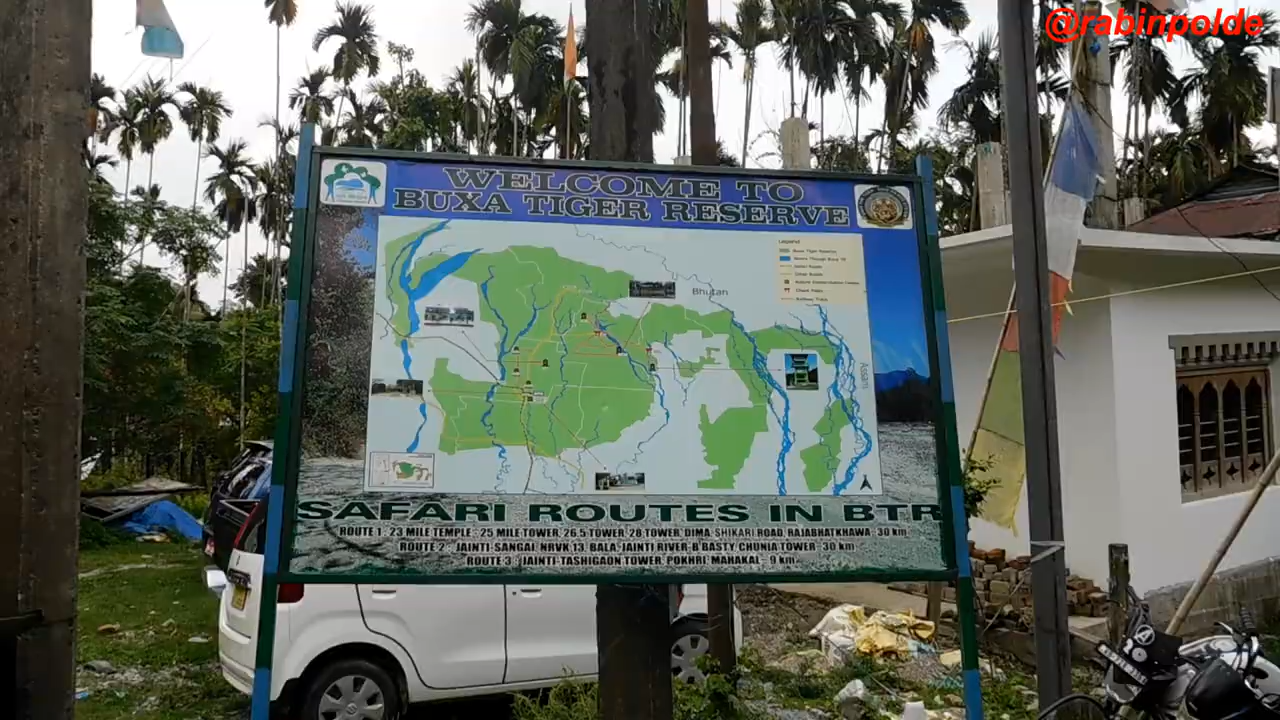 @rabinpolde
WELCOME TO
BUXA TIGER RESERVE
Legend
Bhutan
Assam
SAFARI ROUTES IN BTR
ROUTE 1 : 23 MILE TEMPLE, 25 MILE TOWER, 26.5 TOWER, 28 TOWER, DIMA, SHIKARI ROAD, RAJABHATKHAWA- 30 km
ROUTE 2 - JAINTI-SANGAI, NRVK 13, BALA, JAINTI RIVER-B BASTY, CHUNIA TOWER- 30 km
ROUTE 3 : JAINTI-TASHIGAON TOWER, POKHRI MAHAKAL - 9 km